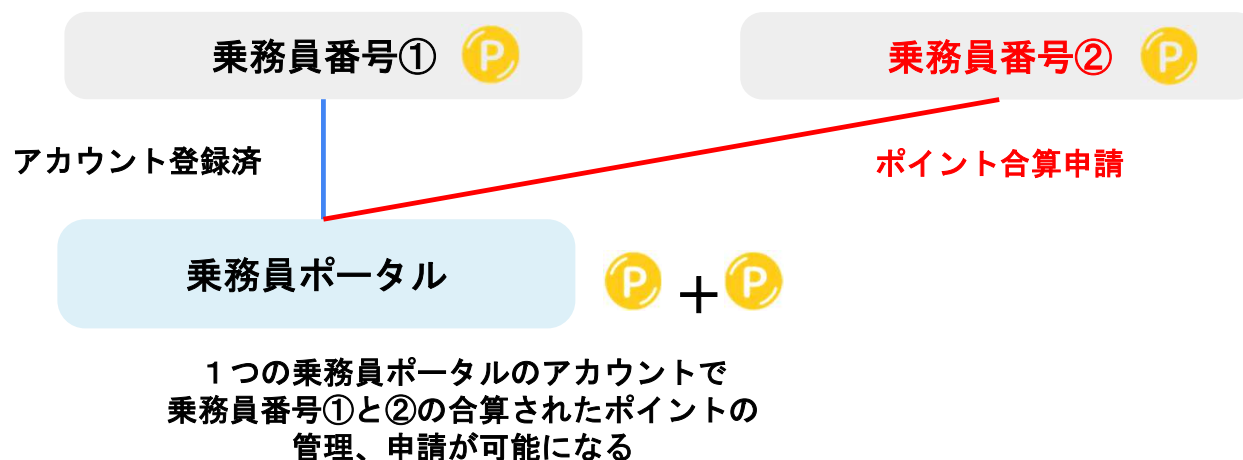 乗務員番号① P
乗務員番号② P
アカウント登録済
ポイント合算申請
乗務員ポータル
P＋P
１つの乗務員ポータルのアカウントで
乗務員番号①と②の合算されたポイントの
管理、申請が可能になる